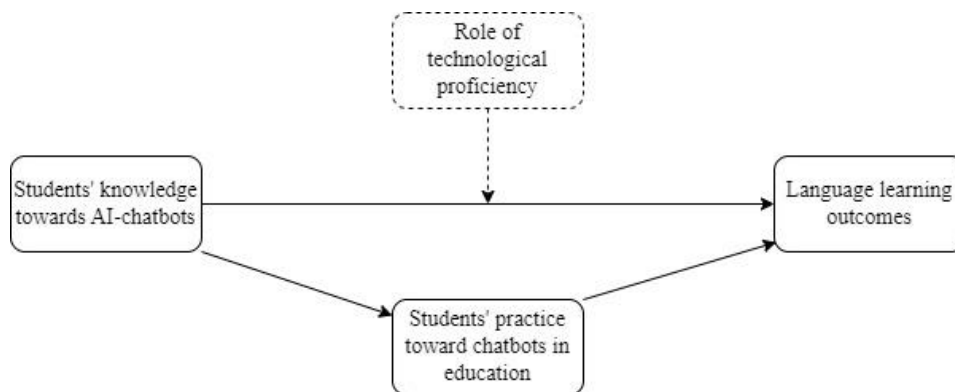 Role of
technological
proficiency
Students' knowledge
towards AI-chatbots
Language learning
outcomes
Students' practice
toward chatbots in
education